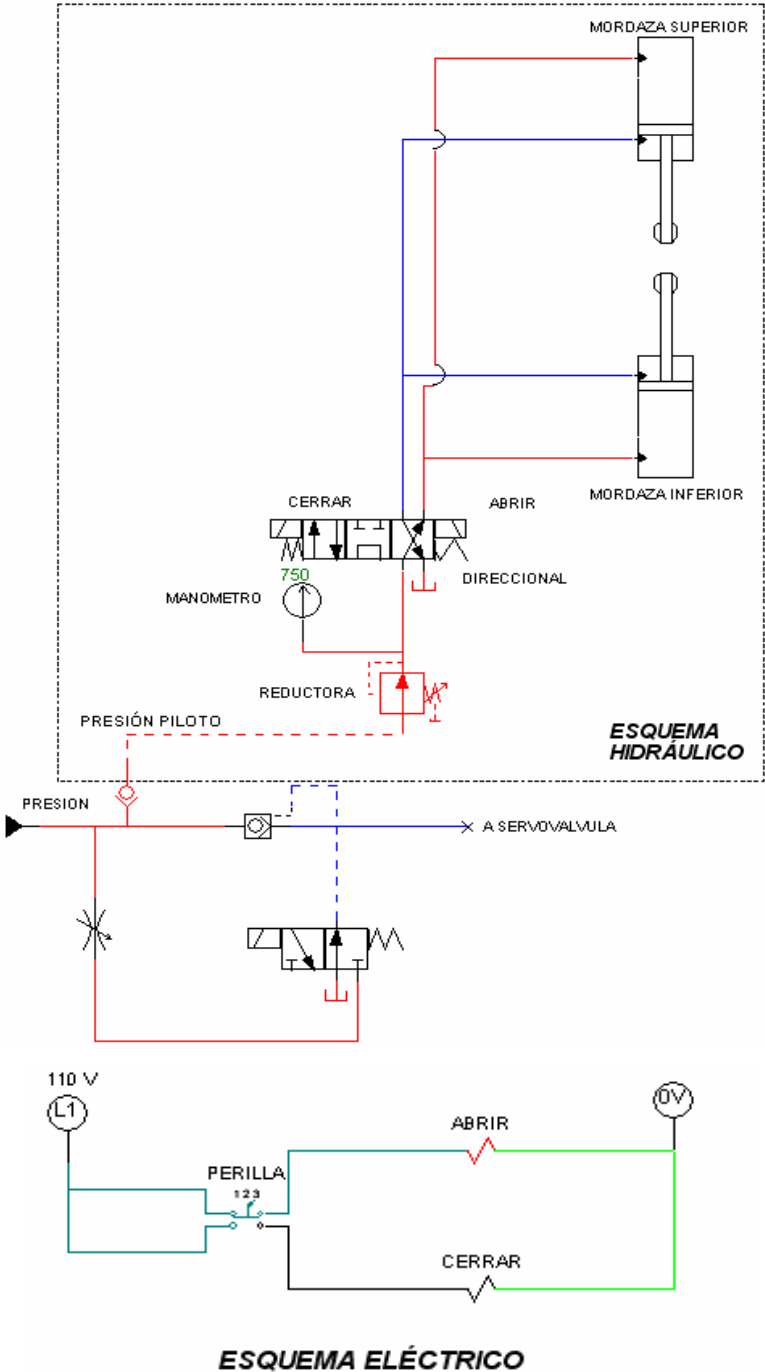 MORDAZA SUPERIOR
MORDAZA INFERIOR
CERRAR
ABRIR
750
DIRECCIONAL
MANOMETRO
REDUCTORA
PRESIÓN PILOTO
ESQUEMA
HIDRÁULICO
PRESION
A SERVOVALVULA
110 V
L1
0V
ABRIR
PERILLA
1 2 3
CERRAR
ESQUEMA ELÉCTRICO